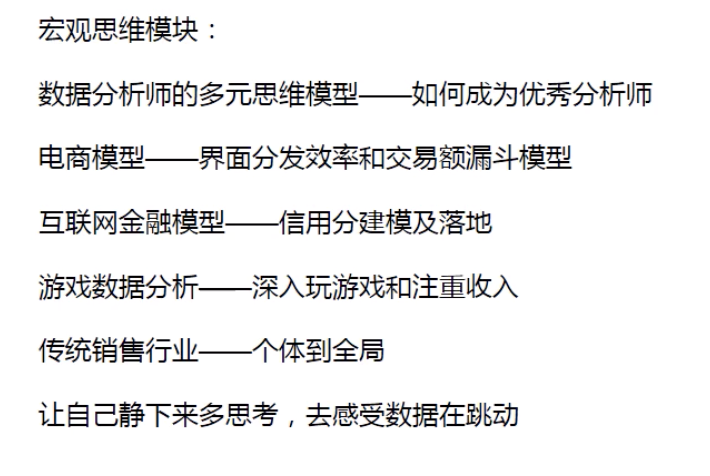 宏观思维模块：
数据分析师的多元思维模型——如何成为优秀分析师
电商模型——界面分发效率和交易额漏斗模型
互联网金融模型——信用分建模及落地
游戏数据分析——深入玩游戏和注重收入
传统销售行业——个体到全局
让自己静下来多思考，去感受数据在跳动